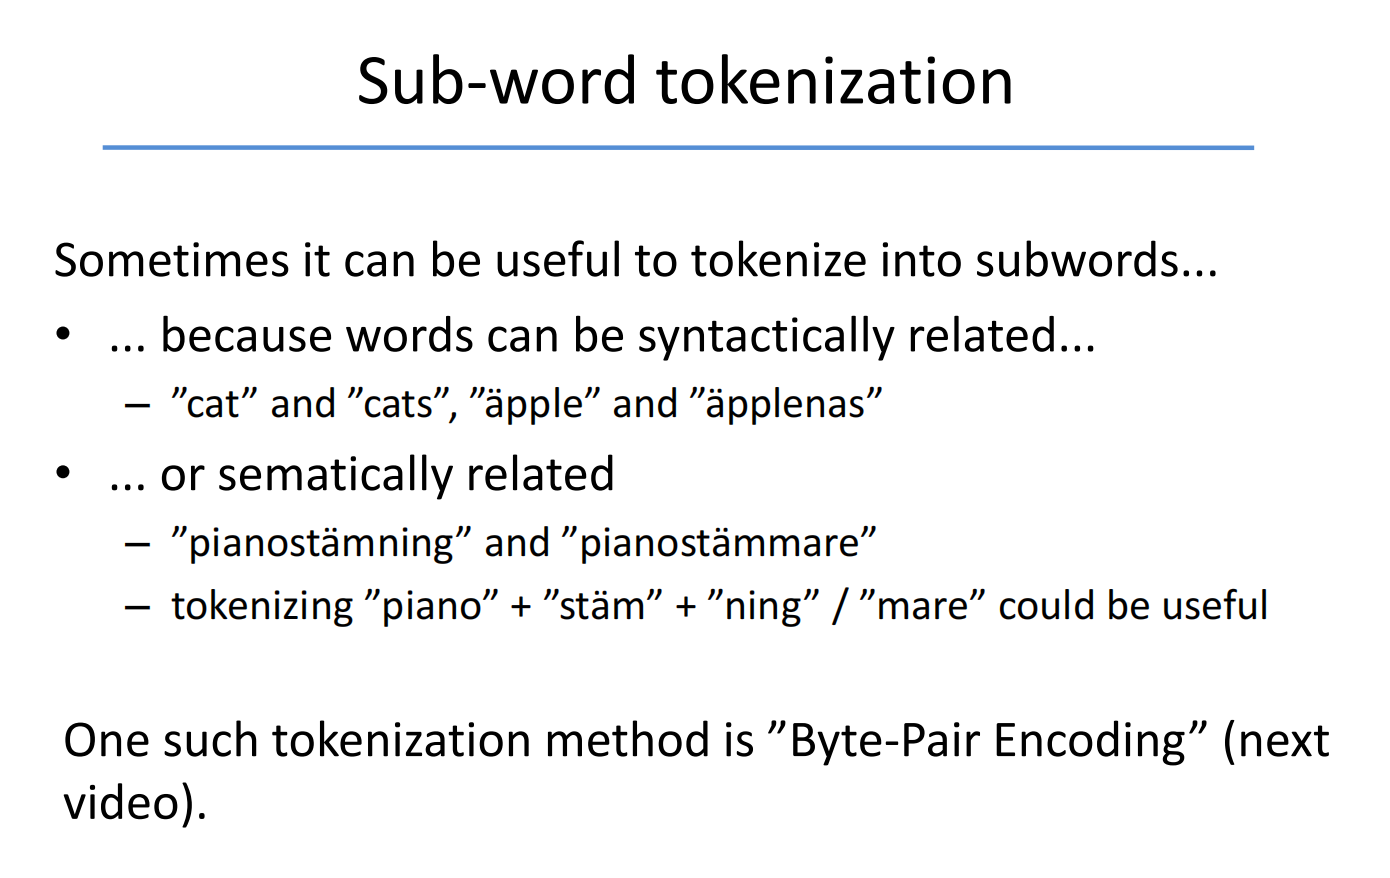 Sub-word tokenization
Sometimes it can be useful to tokenize into subwords...
• ... because words can be syntactically related...
– ”cat” and ”cats”, ”äpple” and ”äpplenas”
• ... or sematically related
– ”pianostämning” and ”pianostämmare”
– tokenizing ”piano” + ”stäm” + ”ning” / ”mare” could be useful
One such tokenization method is ”Byte-Pair Encoding” (next
video).